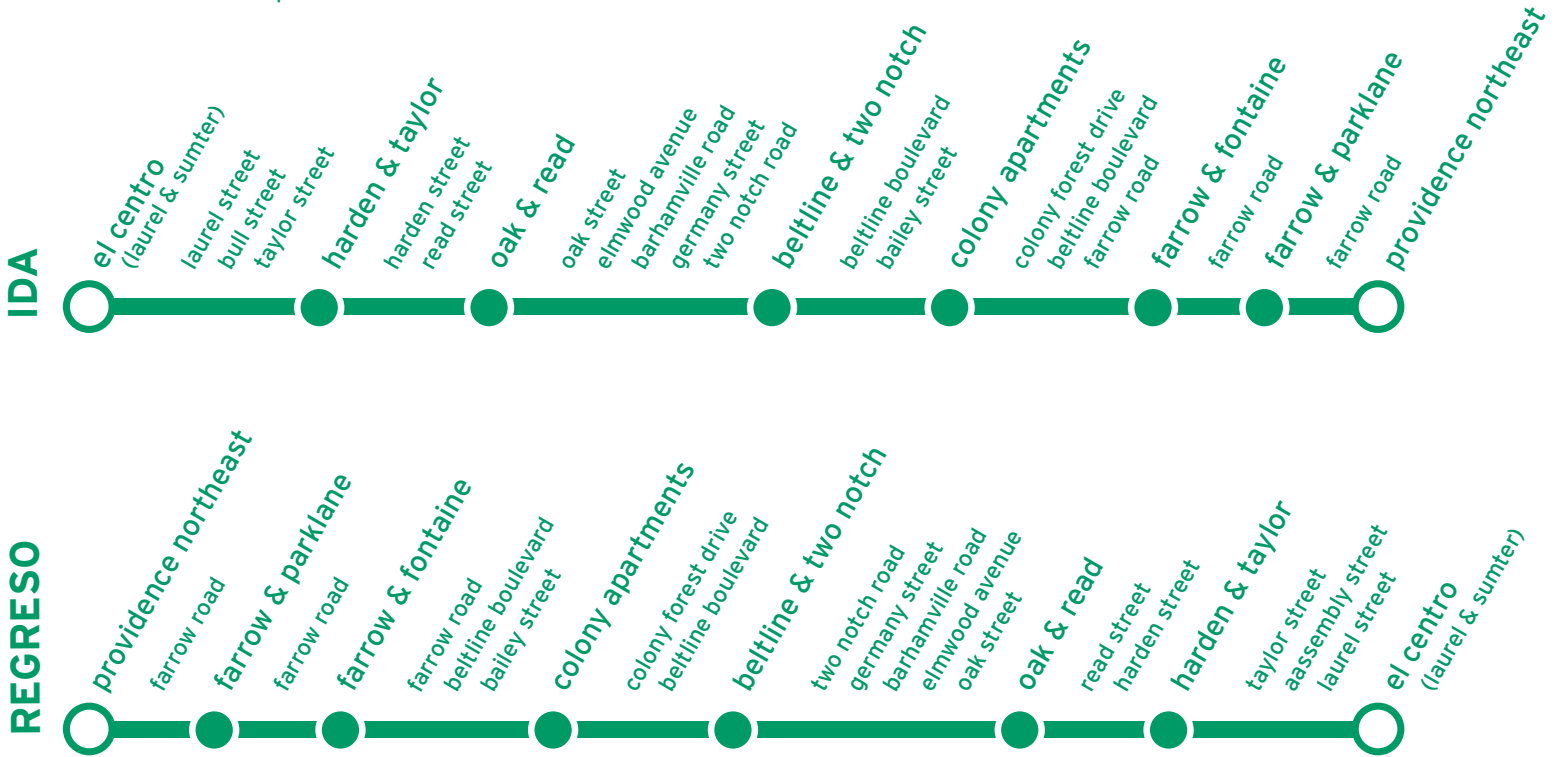 IDA
el centro
(laurel & sumter)
laurel street
bull street
taylor street
harden & taylor
harden street
read street
oak & read
oak street
elmwood avenue
barhamville road
germany street
two notch road
beltline & two notch
beltline boulevard
bailey street
colony apartments
colony forest drive
beltline boulevard
farrow road
farrow & fontaine
farrow road
farrow & parklane
farrow road
providence northeast
REGRESO
providence northeast
farrow road
farrow & parklane
farrow road
farrow & fontaine
farrow road
beltline boulevard
bailey street
colony apartments
colony forest drive
beltline boulevard
beltline & two notch
two notch road
germany street
barhamville road
elmwood avenue
oak street
oak & read
read street
harden street
harden & taylor
taylor street
aassembly street
laurel street
el centro
(laurel & sumter)